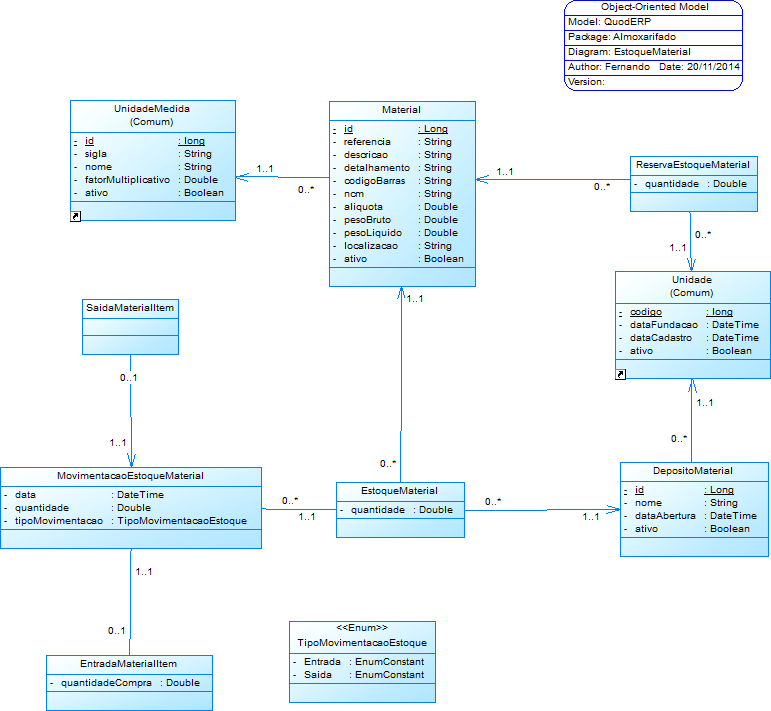 Object-Oriented Model
Model: QuodERP
Package: Almoxarifado
Diagram: EstoqueMaterial
Author: Fernando Date: 20/11/2014
Version:
UnidadeMedida
(Comum)
- id : long
- sigla : String
- nome : String
- fatorMultiplicativo : Double
- ativo : Boolean
1..1
0..*
Material
- id : Long
- referencia : String
- descricao : String
- detalhamento : String
- codigoBarras : String
- ncm : String
- aliquota : Double
- pesoBruto : Double
- pesoLiquido : Double
- localizacao : String
- ativo : Boolean
1..1
0..*
ReservaEstoqueMaterial
- quantidade : Double
0..*
1..1
Unidade
(Comum)
- codigo : long
- dataFundacao : DateTime
- dataCadastro : DateTime
- ativo : Boolean
1..1
0..*
SaidaMaterialItem
0..1
1..1
1..1
0..*
MovimentacaoEstoqueMaterial
- data : DateTime
- quantidade : Double
- tipoMovimentacao : TipoMovimentacaoEstoque
0..*
1..1
EstoqueMaterial
- quantidade : Double
0..*
1..1
DepositoMaterial
- id : Long
- nome : String
- dataAbertura : DateTime
- ativo : Boolean
1..1
0..1
EntradaMaterialItem
- quantidadeCompra : Double
<<Enum>>
TipoMovimentacaoEstoque
- Entrada : EnumConstant
- Saida : EnumConstant